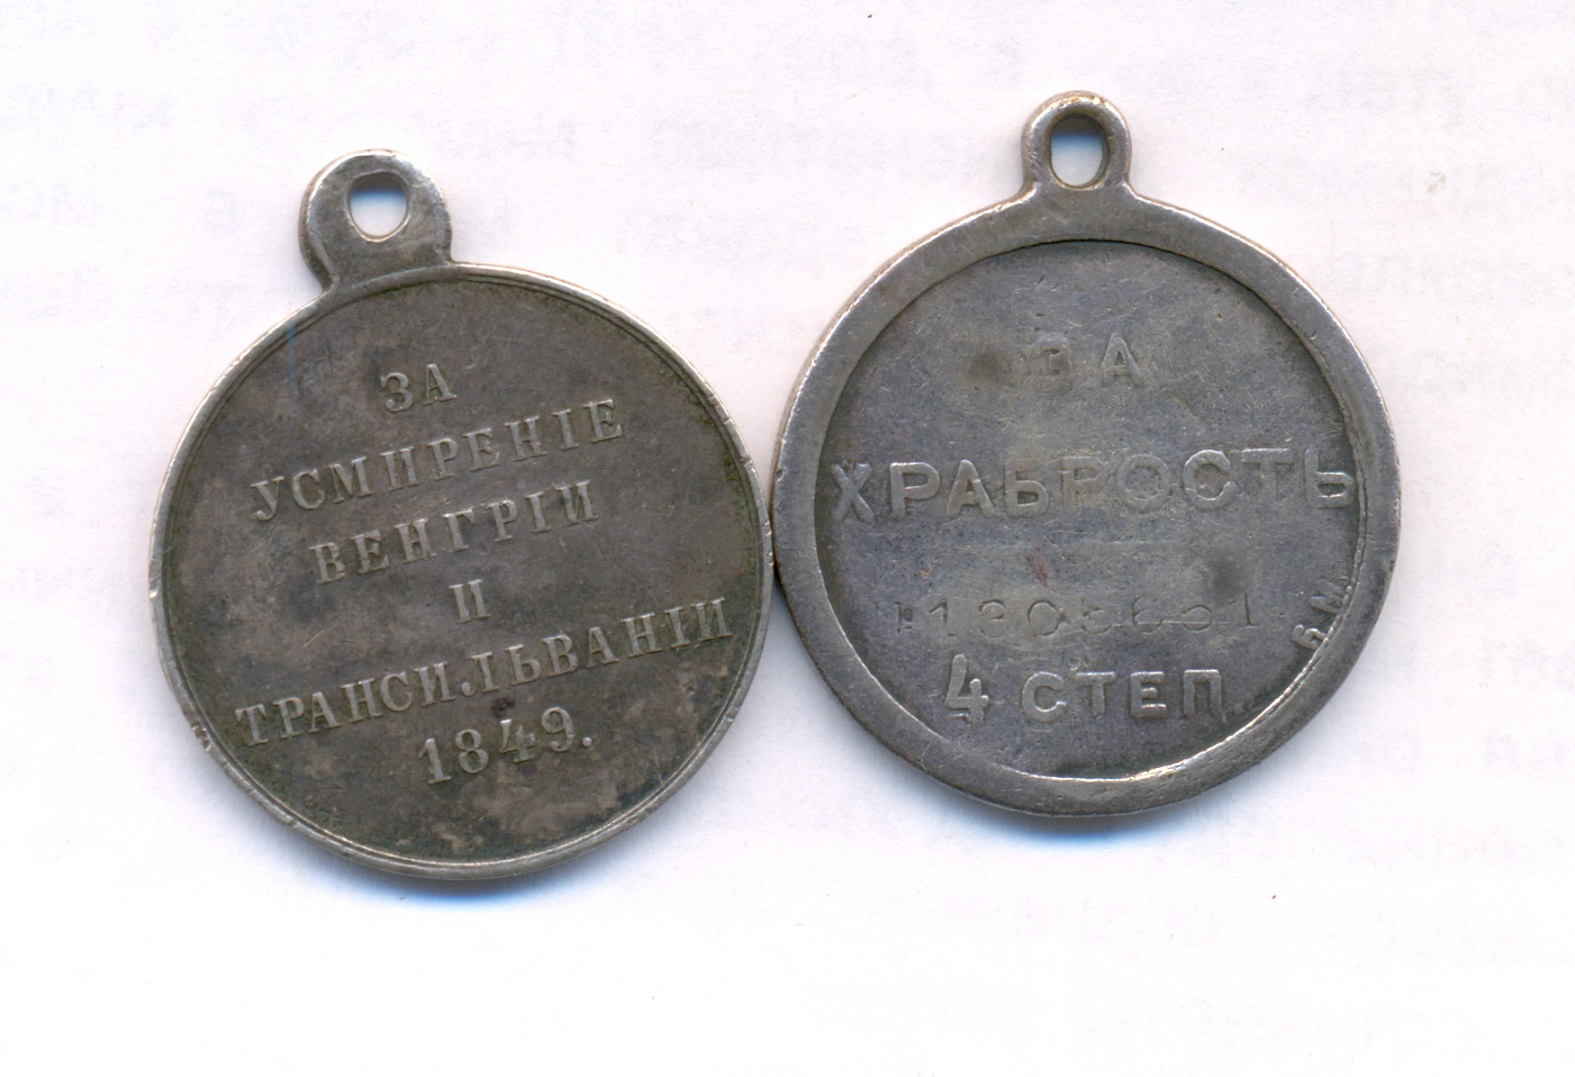 ЗА
УСМИРЕНІЕ
ВЕНГРІИ
И
ТРАНСИЛЬВАНІИ
1849.
ЗА
ХРАБРОСТЬ
4 СТЕП.
Б.М.